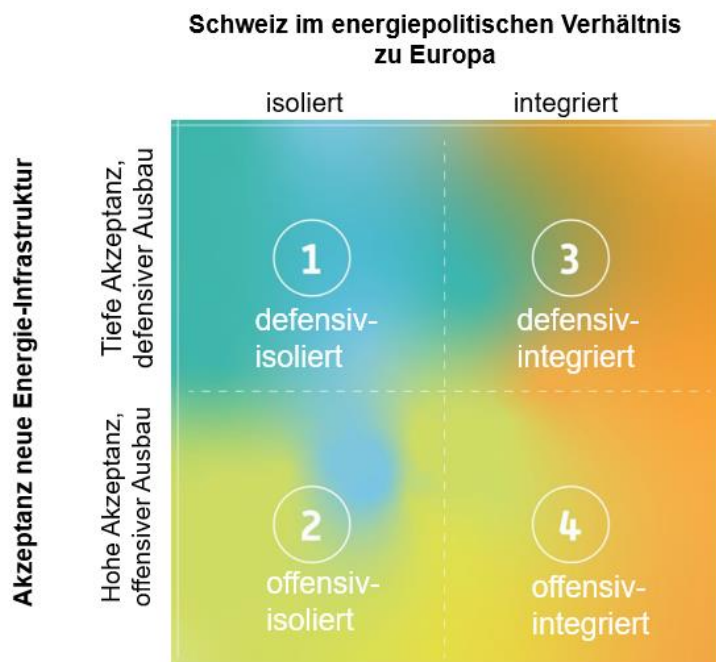 Schweiz im energiepolitischen Verhältnis
zu Europa
isoliert
integriert
Akzeptanz neue Energie-Infrastruktur
Tiefe Akzeptanz,
defensiver Ausbau
1
defensiv-
isoliert
3
defensiv-
integriert
Hohe Akzeptanz,
offensiver Ausbau
2
offensiv-
isoliert
4
offensiv-
integriert